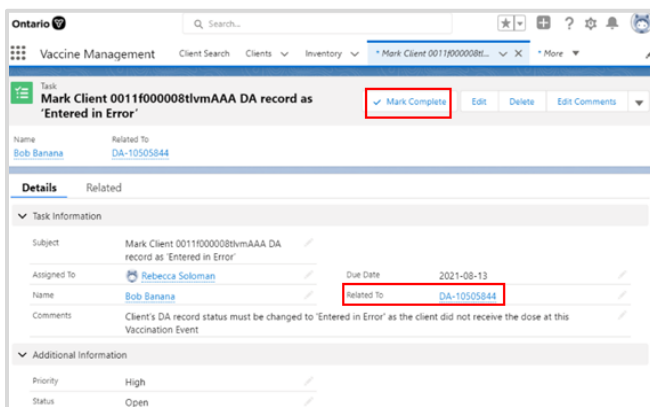 Ontario
Search...
Vaccine Management Client Search Clients Inventory * Mark Client 0011f000008tl... * More
Task
Mark Client 0011f000008tlvmAAA DA record as
‘Entered in Error’
Mark Complete Edit Delete Edit Comments
Name Related To
Bob Banana DA-10505844
Details Related
Task Information
Subject Mark Client 0011f000008tlvmAAA DA
record as 'Entered in Error'
Assigned To Rebecca Soloman Due Date 2021-08-13
Name Bob Banana Related To DA-10505844
Comments Client's DA record status must be changed to 'Entered in Error' as the client did not receive the dose at this
Vaccination Event
Additional Information
Priority High
Status Open